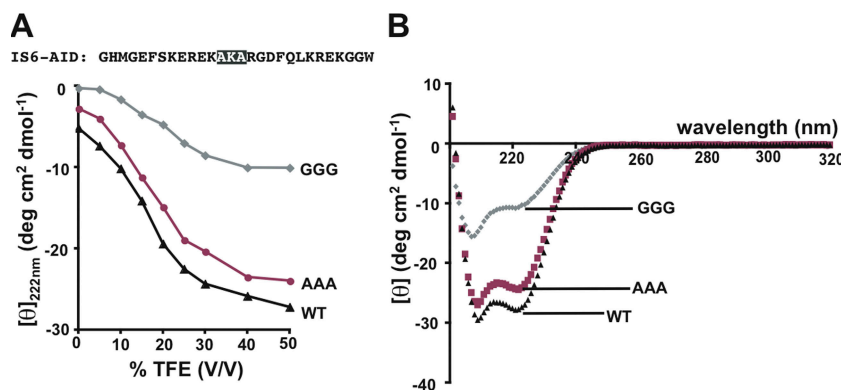 A
IS6-AID: GHMGEFSKEREKAKARGDFQLKREKGGW
0
-10
-20
-30
[θ]222nm (deg cm2 dmol-1)
0 10 20 30 40 50
% TFE (V/V)
GGG
AAA
WT
B
10
0
-10
-20
-30
-40
[θ] (deg cm2 dmol-1)
wavelength (nm)
220 240 260 280 300 320
GGG
AAA
WT